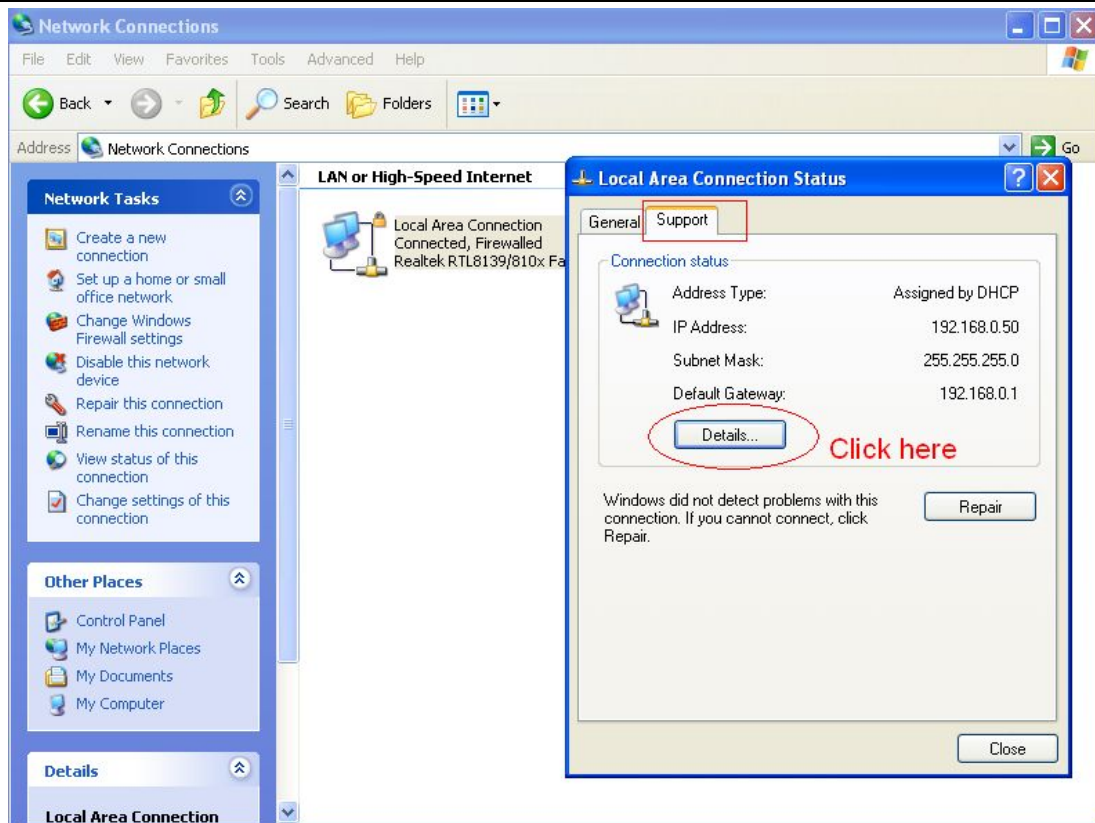 Network Connections
File Edit View Favorites Tools Advanced Help
Back Search Folders
Address Network Connections Go
Network Tasks
Create a new
connection
Set up a home or small
office network
Change Windows
Firewall settings
Disable this network
device
Repair this connection
Rename this connection
View status of this
connection
Change settings of this
connection
Other Places
Control Panel
My Network Places
My Documents
My Computer
Details
Local Area Connection
LAN or High-Speed Internet
Local Area Connection
Connected, Firewalled
Realtek RTL8139/810x Fa
Local Area Connection Status
General Support
Connection status
Address Type: Assigned by DHCP
IP Address: 192.168.0.50
Subnet Mask: 255.255.255.0
Default Gateway: 192.168.0.1
Details...
Click here
Windows did not detect problems with this
connection. If you cannot connect, click
Repair.
Repair
Close